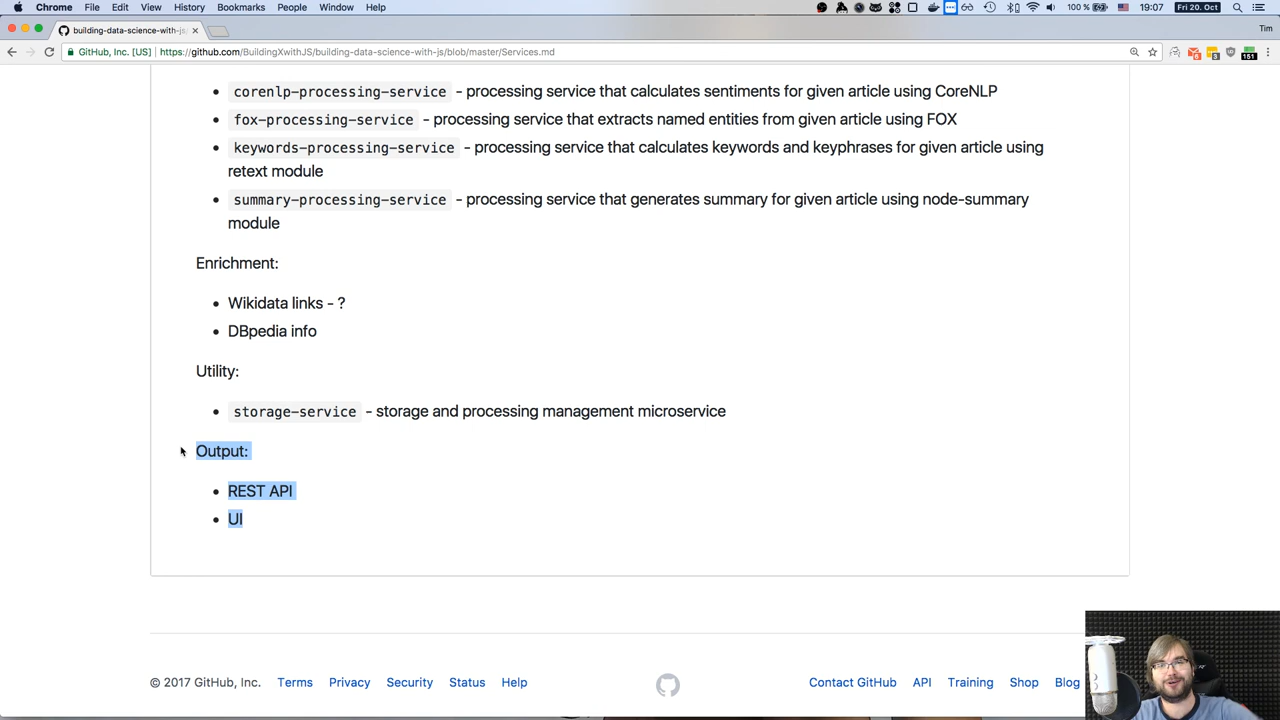 Chrome File Edit View History Bookmarks People Window Help 100 % 19:07 Fri 20. Oct
building-data-science-with-js Tim
GitHub, Inc. [US] https://github.com/BuildingXwithJS/building-data-science-with-js/blob/master/Services.md
corenlp-processing-service - processing service that calculates sentiments for given article using CoreNLP
fox-processing-service - processing service that extracts named entities from given article using FOX
keywords-processing-service - processing service that calculates keywords and keyphrases for given article using
retext module
summary-processing-service - processing service that generates summary for given article using node-summary
module
Enrichment:
Wikidata links - ?
DBpedia info
Utility:
storage-service - storage and processing management microservice
Output:
REST API
UI
© 2017 GitHub, Inc. Terms Privacy Security Status Help Contact GitHub API Training Shop Blog